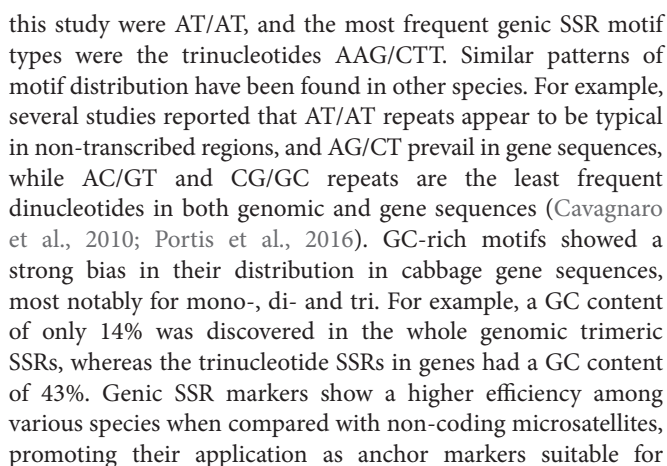 this study were AT/AT, and the most frequent genic SSR motif
types were the trinucleotides AAG/CTT. Similar patterns of
motif distribution have been found in other species. For example,
several studies reported that AT/AT repeats appear to be typical
in non-transcribed regions, and AG/CT prevail in gene sequences,
while AC/GT and CG/GC repeats are the least frequent
dinucleotides in both genomic and gene sequences (Cavagnaro
et al., 2010; Portis et al., 2016). GC-rich motifs showed a
strong bias in their distribution in cabbage gene sequences,
most notably for mono-, di- and tri. For example, a GC content
of only 14% was discovered in the whole genomic trimeric
SSRs, whereas the trinucleotide SSRs in genes had a GC content
of 43%. Genic SSR markers show a higher efficiency among
various species when compared with non-coding microsatellites,
promoting their application as anchor markers suitable for